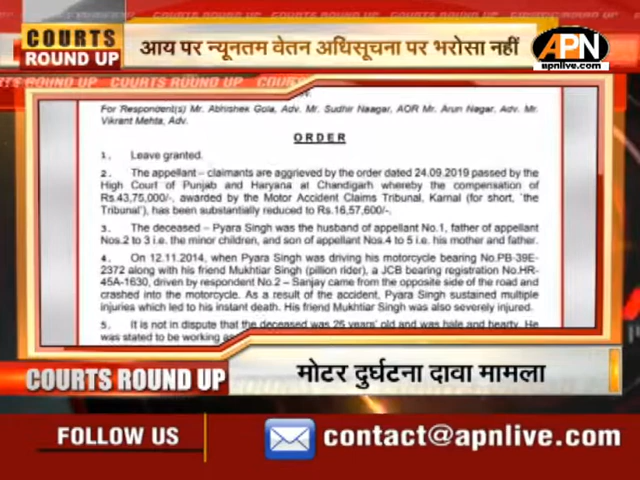 COURTS
ROUND UP
आय पर न्यूनतम वेतन अधिसूचना पर भरोसा नहीं
APN
apnlive.com
COURTS ROUND UP COURTS ROUND UP
For Respondent(s) Mr. Abhishek Gola, Adv. Mr. Sudhir Naagar, AOR Mr. Arun Nagar, Adv. Mr.
Vikrant Mehta, Adv.
ORDER
1. Leave granted.
2. The appellant – claimants are aggrieved by the order dated 24.09.2019 passed by the
High Court of Punjab and Haryana at Chandigarh whereby the compensation of
Rs.43,75,000/-, awarded by the Motor Accident Claims Tribunal, Karnal (for short, 'the
Tribunal'), has been substantially reduced to Rs.16,57,600/-.
3. The deceased – Pyara Singh was the husband of appellant No.1, father of appellant
Nos.2 to 3 i.e. the minor children, and son of appellant Nos.4 to 5 i.e. his mother and father.
4. On 12.11.2014, when Pyara Singh was driving his motorcycle bearing No.PB-39E-
2372 along with his friend Mukhtiar Singh (pillion rider), a JCB bearing registration No.HR-
45A-1630, driven by respondent No.2 – Sanjay came from the opposite side of the road and
crashed into the motorcycle. As a result of the accident, Pyara Singh sustained multiple
injuries which led to his instant death. His friend Mukhtiar Singh was also severely injured.
5. It is not in dispute that the deceased was 25 years' old and was hale and hearty. He
was stated to be working as
COURTS ROUND UP
मोटर दुर्घटना दावा मामला
FOLLOW US
contact@apnlive.com